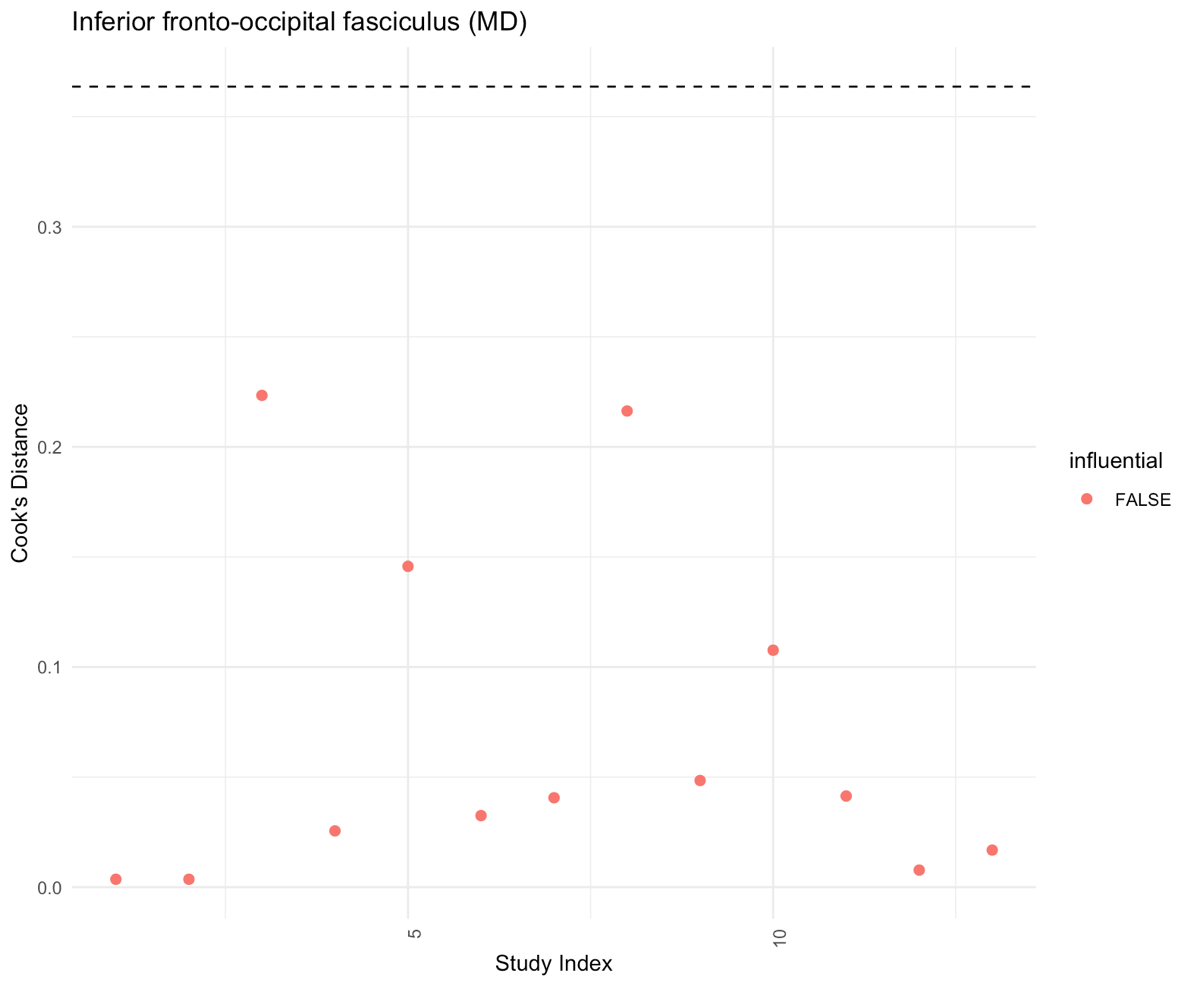 Inferior fronto-occipital fasciculus (MD)
Cook's Distance
0.3
0.2
0.1
0.0
5
10
Study Index
influential
FALSE